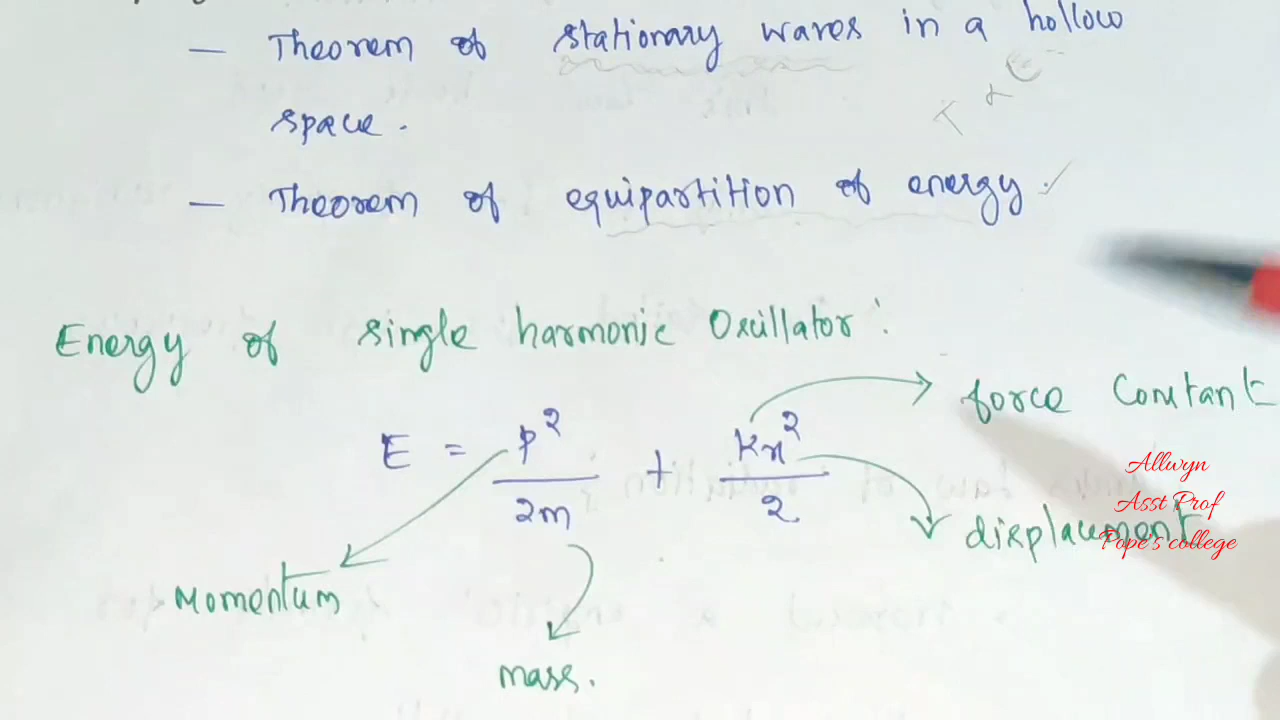 – Theorem of stationary waves in a hollow
space.
T α E
– Theorem of equipartition of energy.
Energy of single harmonic Oscillator:
E = p²/2m + kx²/2
force Constant
displacement
Momentum
mass.
Allwyn
Asst Prof
Pope's college